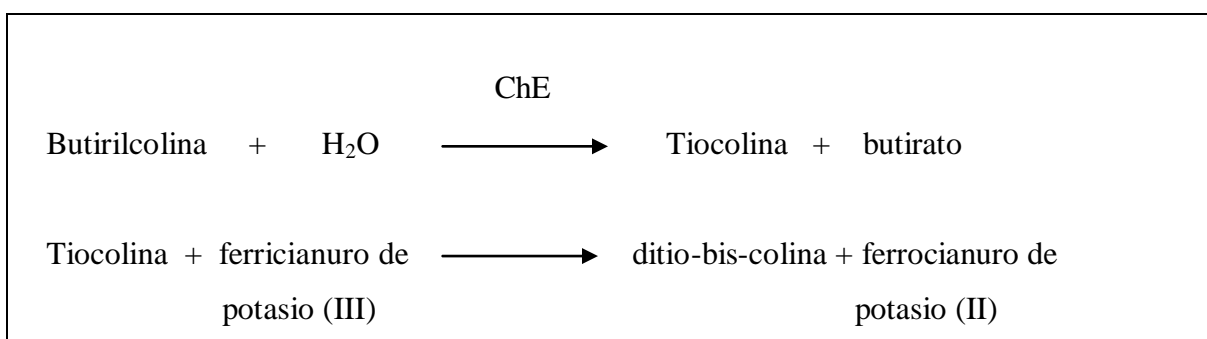 ChE
Butirilcolina + H₂O Tiocolina + butirato
Tiocolina + ferricianuro de ditio-bis-colina + ferrocianuro de
potasio (III) potasio (II)